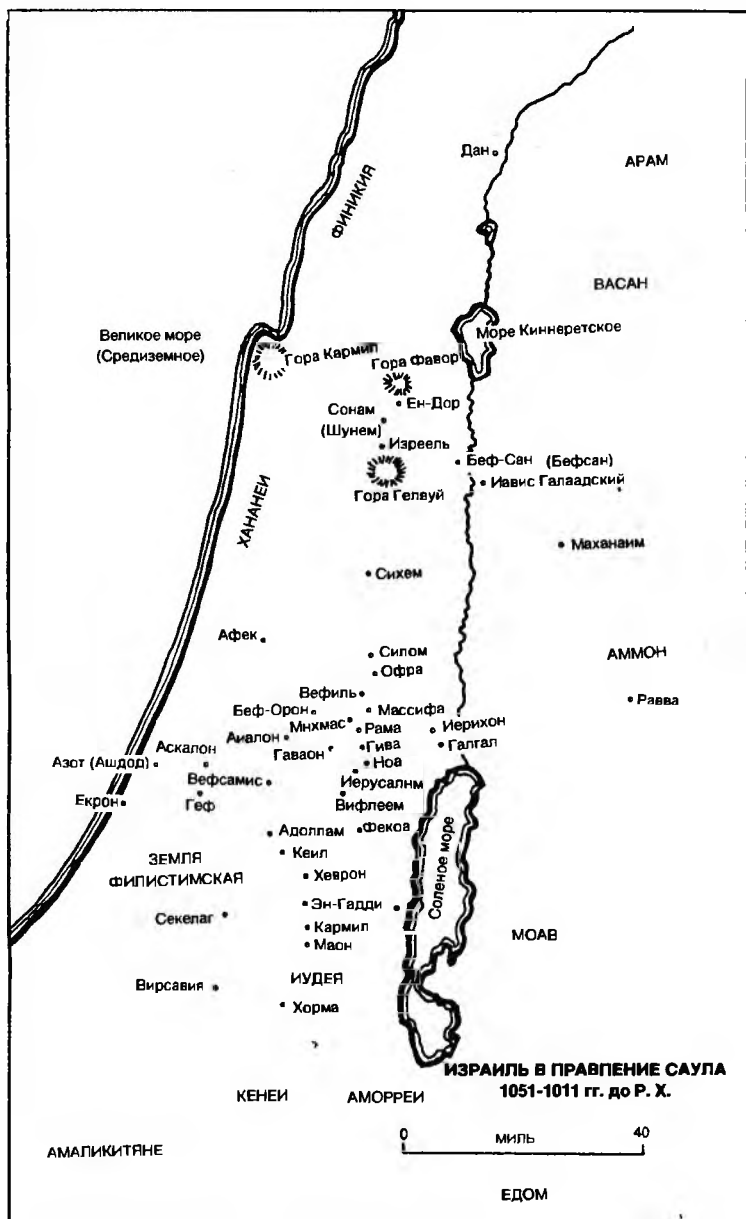 Дан
АРАМ
ФИНИКИЯ
ВАСАН
Великое море
(Средиземное)
Море Киннеретское
Гора Кармип
Гора Фавор
Ен-Дор
Сонам
(Шунем)
Изреель
Беф-Сан (Бефсан)
Гора Гелвуй
Иавис Галаадский
ХАНАНЕИ
Маханаим
Сихем
Афек
Силом
Офра
АММОН
Вефиль
Равва
Беф-Орон
Массифа
Мнхмас
Рама
Иерихон
Аиалон
Гаваон
Гива
Галгал
Азот (Ашдод)
Аскалон
Ноа
Вефсамис
Иерусалнм
Екрон
Геф
Вифлеем
Адоллам
Фекоа
Кеил
ЗЕМЛЯ
ФИЛИСТИМСКАЯ
Хеврон
Соленое море
Эн-Гадди
Секелаг
Кармил
Маон
МОАВ
Вирсавия
ИУДЕЯ
Хорма
ИЗРАИЛЬ В ПРАВПЕНИЕ САУЛА
1051-1011 гг. до Р. Х.
КЕНЕИ
АМОРРЕИ
0 МИЛЬ 40
АМАЛИКИТЯНЕ
ЕДОМ